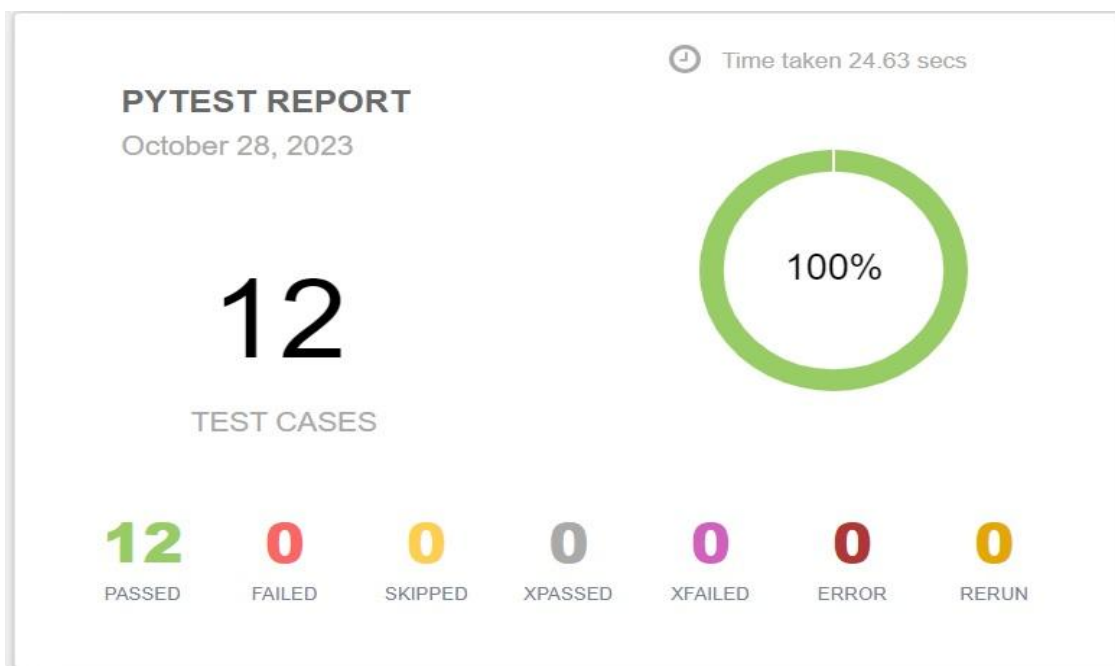 Time taken 24.63 secs
PYTEST REPORT
October 28, 2023
100%
12
TEST CASES
12 0 0 0 0 0 0
PASSED FAILED SKIPPED XPASSED XFAILED ERROR RERUN